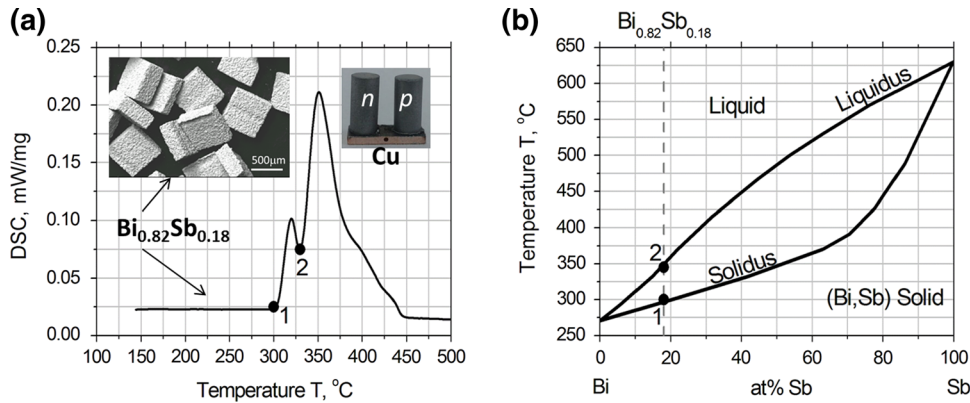 (a)
0.25
0.20
0.15
0.10
0.05
0.00
DSC, mW/mg
500μm
n p
Cu
Bi0.82Sb0.18
1
2
100 150 200 250 300 350 400 450 500
Temperature T, °C
(b)
Bi0.82Sb0.18
650
600
550
500
450
400
350
300
250
Temperature T, °C
Liquid
Liquidus
2
Solidus
1
(Bi,Sb) Solid
0 20 40 60 80 100
Bi at% Sb Sb